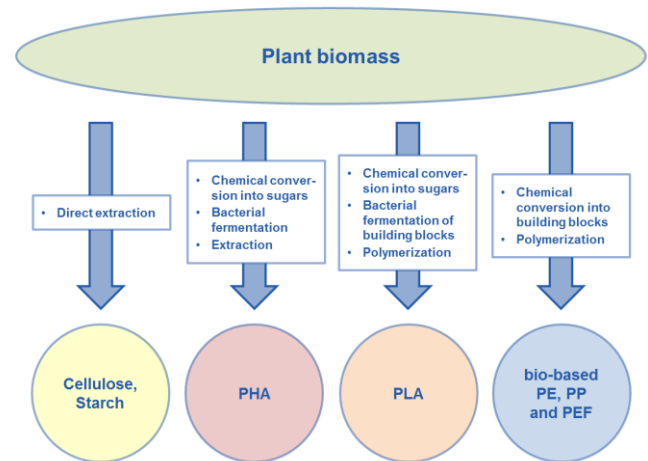 Plant biomass
• Direct extraction
• Chemical conver-
sion into sugars
• Bacterial
fermentation
• Extraction
• Chemical conver-
sion into sugars
• Bacterial
fermentation of
building blocks
• Polymerization
• Chemical
conversion into
building blocks
• Polymerization
Cellulose,
Starch
PHA
PLA
bio-based
PE, PP
and PEF